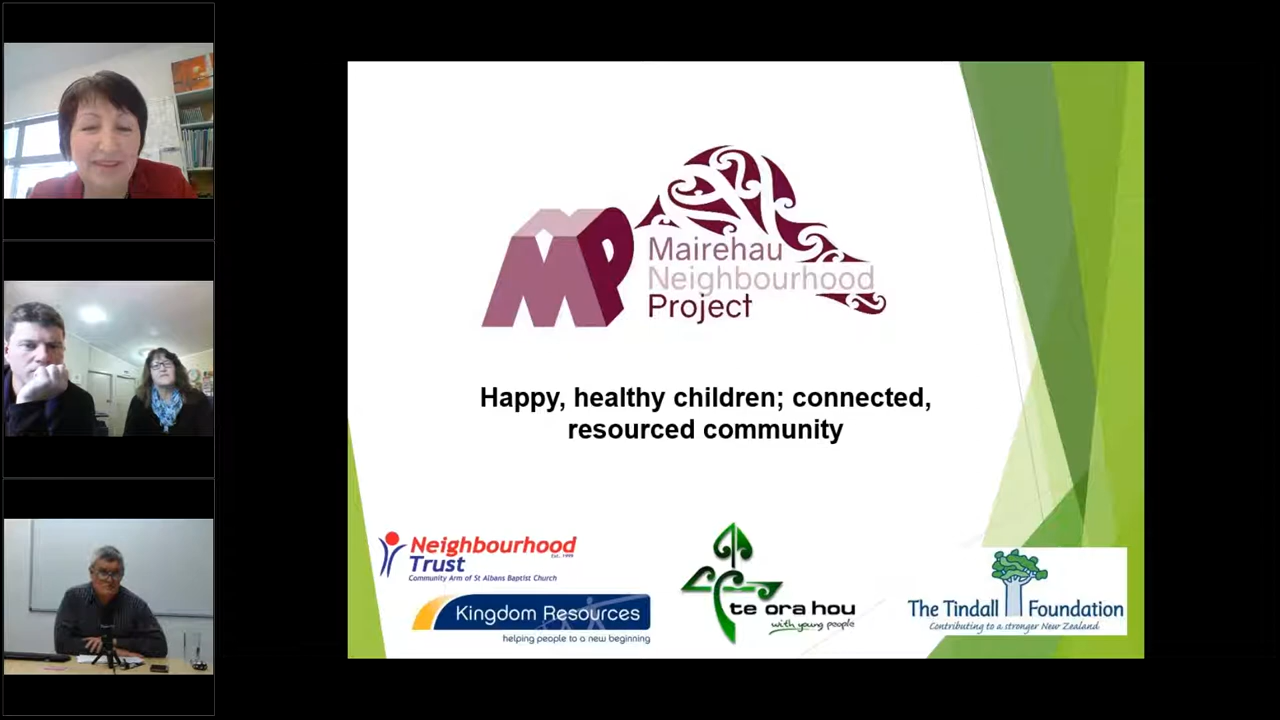 MP
Mairehau
Neighbourhood
Project
Happy, healthy children; connected,
resourced community
Neighbourhood
Est. 1999
Trust
Community Arm of St Albans Baptist Church
Kingdom Resources
helping people to a new beginning
te ora hou
with young people
The Tindall Foundation
Contributing to a stronger New Zealand